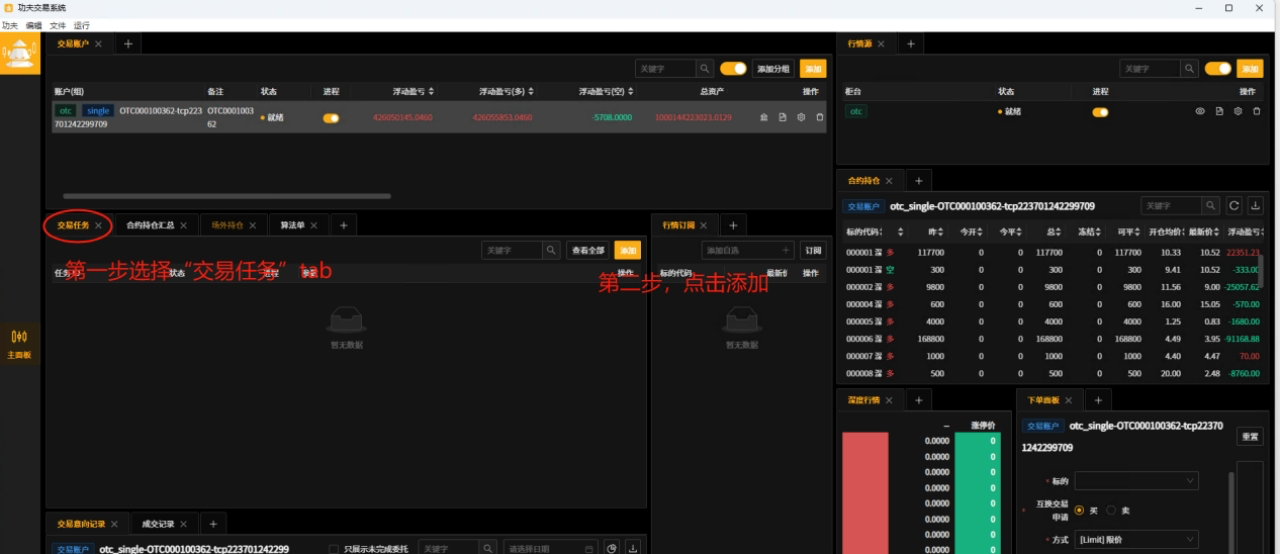 功夫交易系统
功夫 编辑 文件 运行
交易账户
行情源
关键字 添加分组 添加
关键字 添加
账户(组) 备注 状态 进程 浮动盈亏 浮动盈亏(多) 浮动盈亏(空) 总资产 操作
柜台 状态 进程 操作
otc single OTC000100362-tcp223701242299709 OTC000100362 就绪 426050145.0460 426055853.0460 -5708.0000 1000144223023.0129
otc 就绪
合约持仓
交易账户 otc_single-OTC000100362-tcp223701242299709 关键字
标的代码 昨 今开 今平 总 冻结 可平 开仓均价 最新价 浮动盈亏
000001 深 多 117700 0 0 117700 0 117700 10.33 10.52 22351.23
000001 深 空 300 0 0 300 0 300 9.41 10.52 -333.00
000002 深 多 9800 0 0 9800 0 9800 11.56 9.00 -25057.62
000004 深 多 600 0 0 600 0 600 16.00 15.05 -570.00
000005 深 多 4000 0 0 4000 0 4000 1.25 0.83 -1680.00
000006 深 多 168800 0 0 168800 0 168800 4.49 3.95 -91168.88
000007 深 多 1000 0 0 1000 0 1000 4.40 4.47 70.00
000008 深 多 500 0 0 500 0 500 20.00 2.48 -8760.00
交易任务 合约持仓汇总 场外持仓 算法单
关键字 查看全部 添加
状态 进程 操作
第一步选择“交易任务”tab
暂无数据
行情订阅
添加自选 订阅
标的代码 最新价 操作
第二步，点击添加
暂无数据
主面板
深度行情
-- 涨停价
0.0000 0
0.0000 0
0.0000 0
0.0000 0
0.0000 0
0.0000 0
0.0000 0
0.0000 0
下单面板
交易账户 otc_single-OTC000100362-tcp22370
1242299709
重置
* 标的
* 互换交易申请 买 卖
* 方式 [Limit] 限价
交易意向记录 成交记录
交易账户 otc_single-OTC000100362-tcp223701242299 只展示未完成委托 关键字 请选择日期